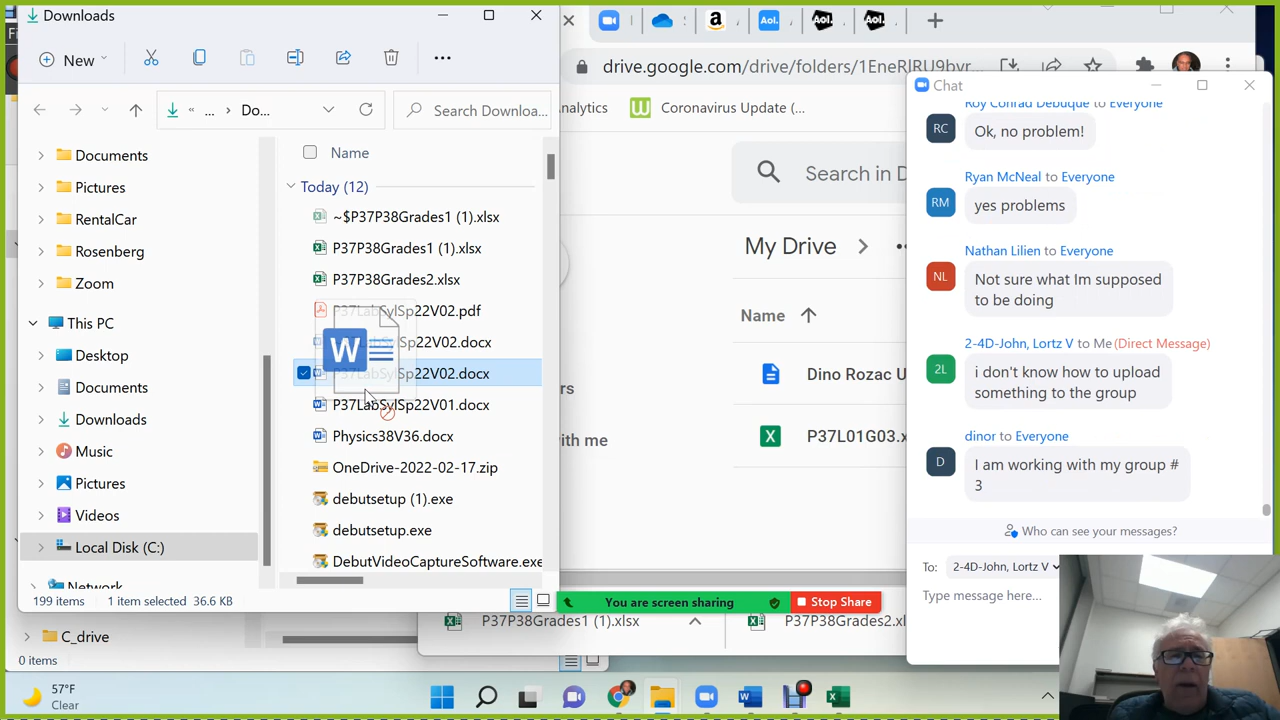 Downloads
New
...
« ... > Do...
Search Downloa...
Documents
Pictures
RentalCar
Rosenberg
Zoom
This PC
Desktop
Documents
Downloads
Music
Pictures
Videos
Local Disk (C:)
Network
199 items 1 item selected 36.6 KB
Name
Today (12)
~$P37P38Grades1 (1).xlsx
P37P38Grades1 (1).xlsx
P37P38Grades2.xlsx
P37LabSylSp22V02.pdf
P37LabSylSp22V02.docx
P37LabSylSp22V02.docx
P37LabSylSp22V01.docx
Physics38V36.docx
OneDrive-2022-02-17.zip
debutsetup (1).exe
debutsetup.exe
DebutVideoCaptureSoftware.exe
C_drive
0 items
Aol.
Aol.
Aol.
drive.google.com/drive/folders/1EneRlRU9bvr...
nalytics
Coronavirus Update (...
Search in D
My Drive
Name
ers
Dino Rozac U
ith me
P37L01G03.x
You are screen sharing
Stop Share
P37P38Grades1 (1).xlsx
P37P38Grades2.xl
Chat
Roy Conrad Debuque to Everyone
RC
Ok, no problem!
Ryan McNeal to Everyone
RM
yes problems
Nathan Lilien to Everyone
NL
Not sure what Im supposed
to be doing
2-4D-John, Lortz V to Me (Direct Message)
2L
i don't know how to upload
something to the group
dinor to Everyone
D
I am working with my group #
3
Who can see your messages?
To: 2-4D-John, Lortz V
Type message here...
57°F
Clear